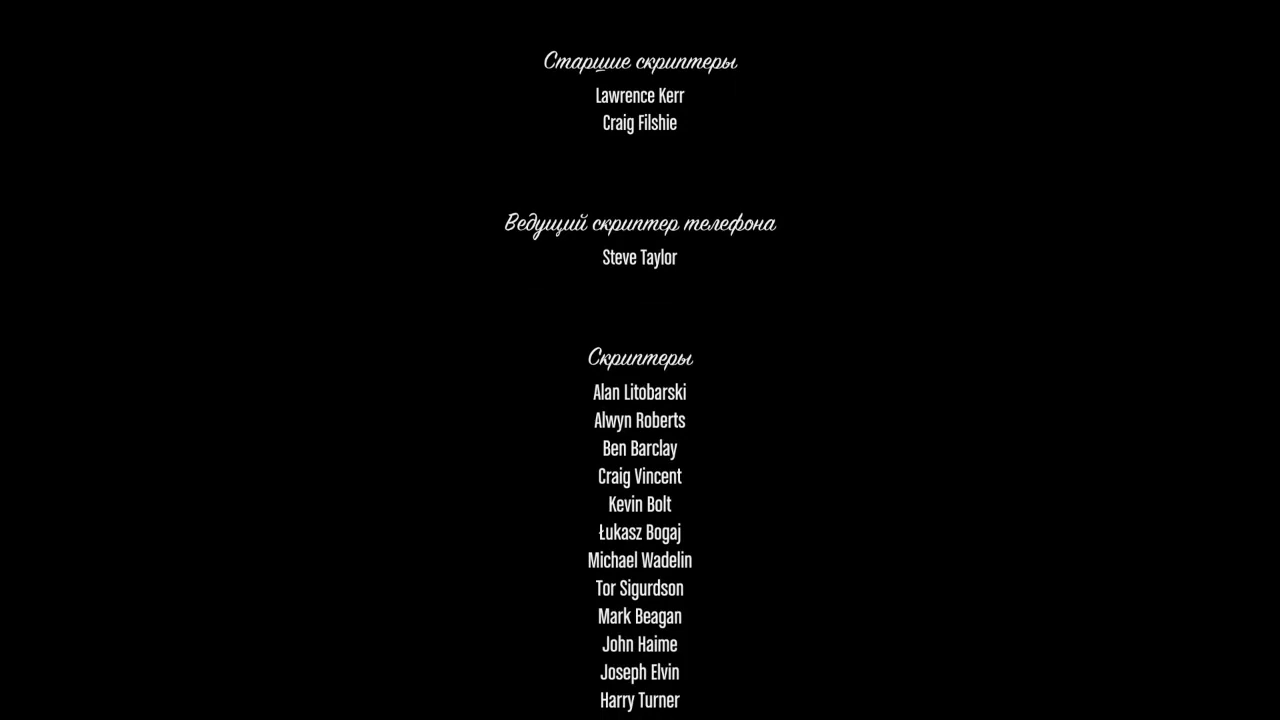 Старшие скриптеры
Lawrence Kerr
Craig Filshie
Ведущий скриптер телефона
Steve Taylor
Скриптеры
Alan Litobarski
Alwyn Roberts
Ben Barclay
Craig Vincent
Kevin Bolt
Łukasz Bogaj
Michael Wadelin
Tor Sigurdson
Mark Beagan
John Haime
Joseph Elvin
Harry Turner